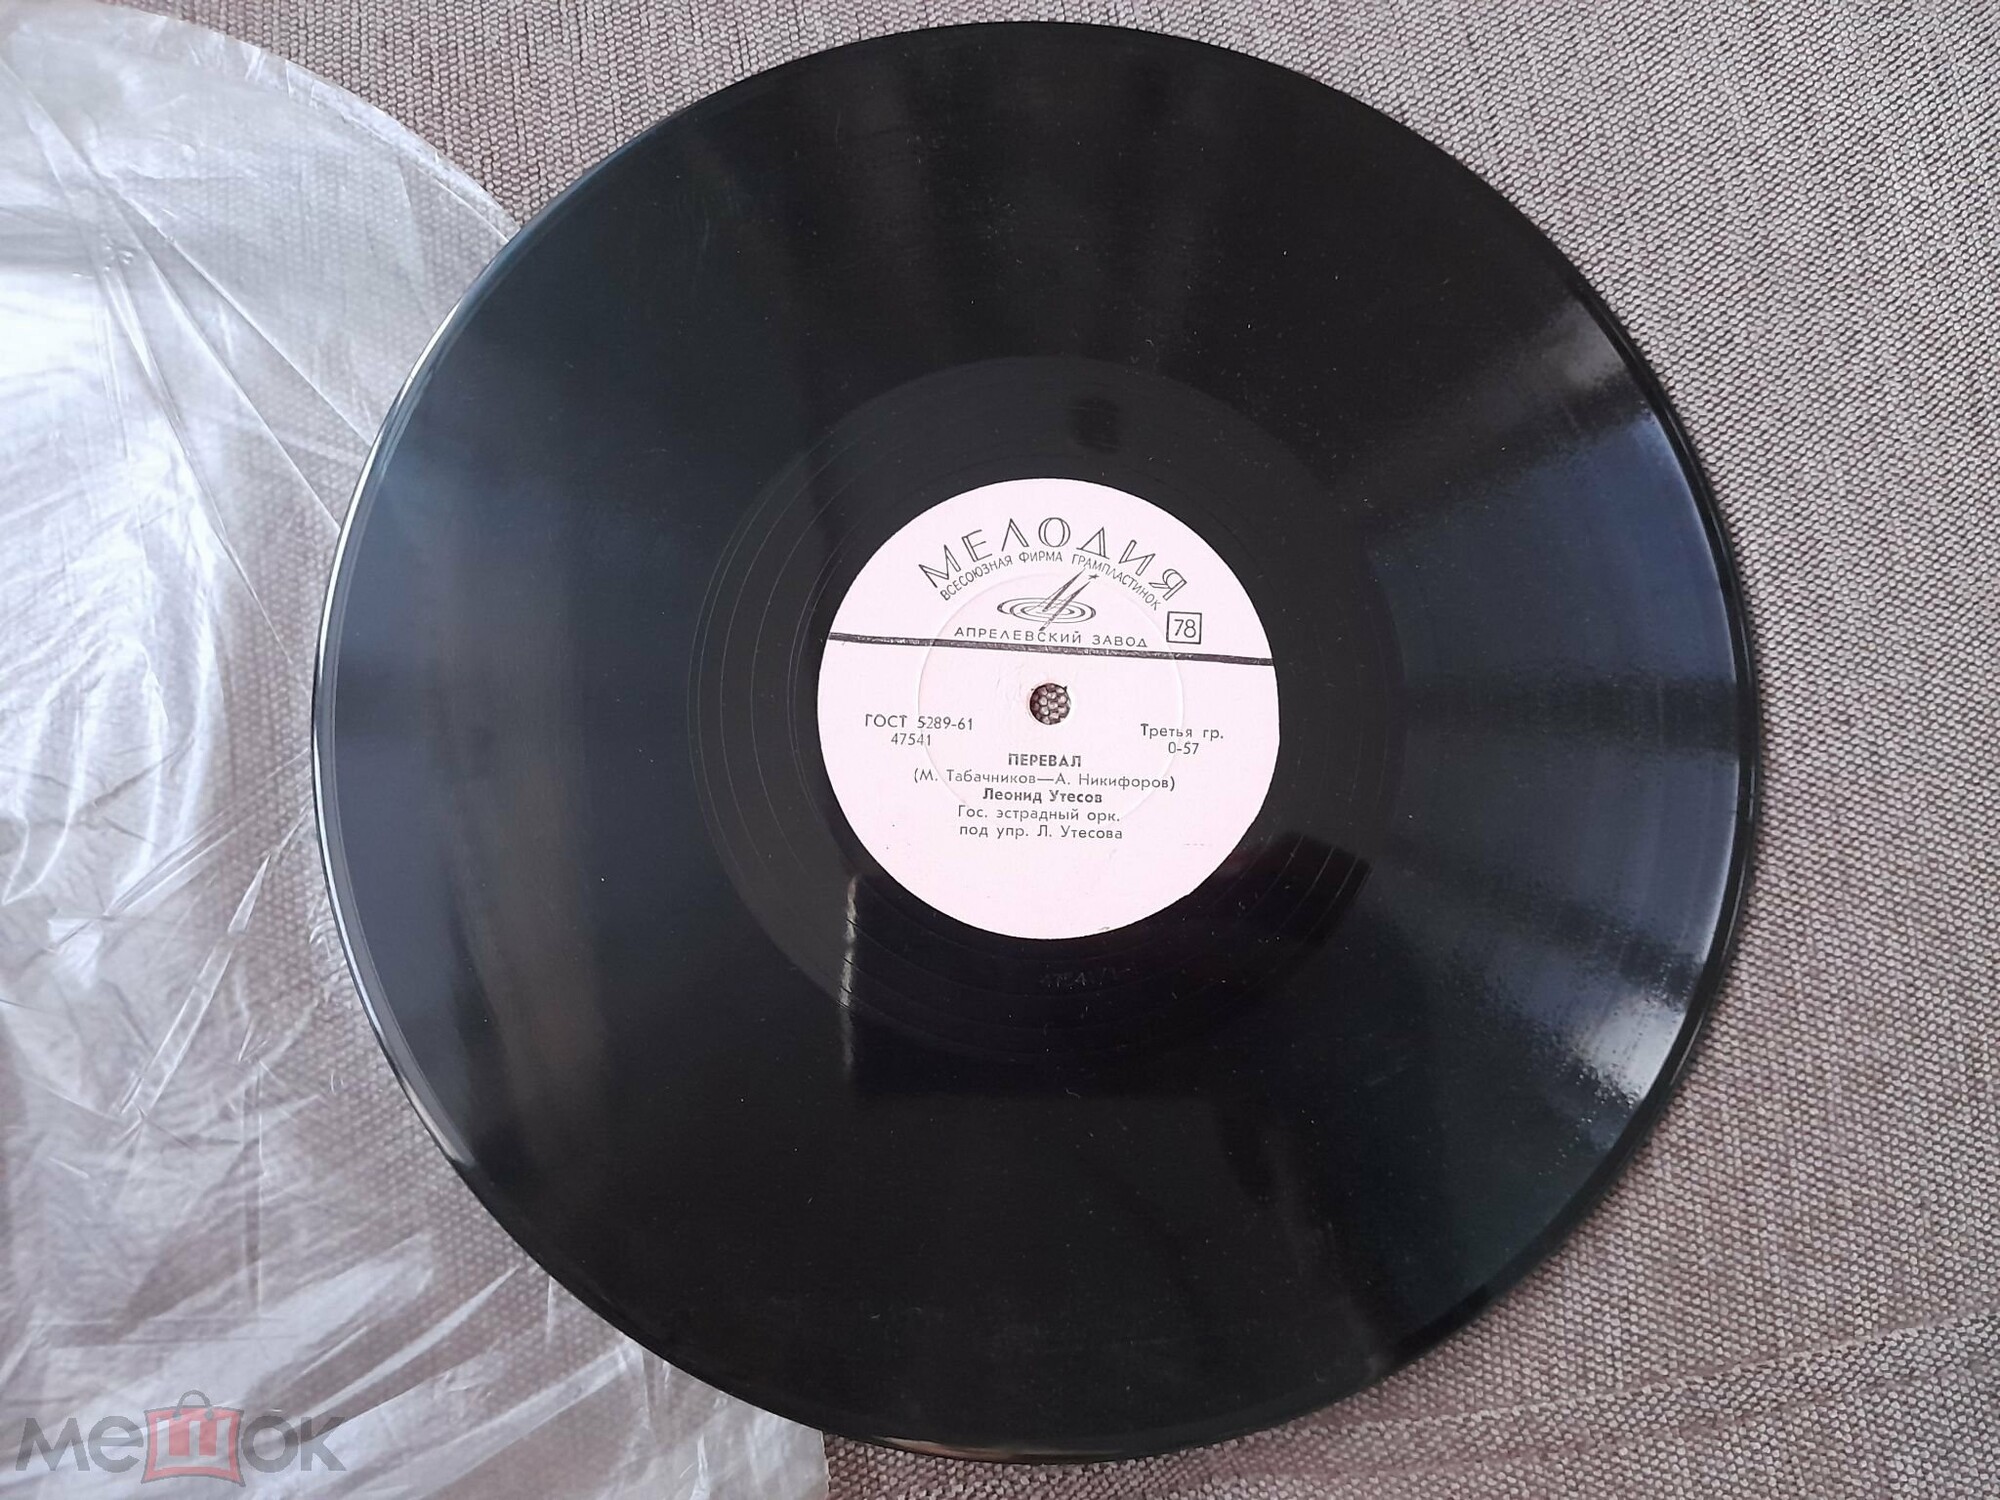 МЕЛОДИЯ
ВСЕСОЮЗНАЯ ФИРМА ГРАМПЛАСТИНОК
АПРЕЛЕВСКИЙ ЗАВОД
78
ГОСТ 5289-61
47541
Третья гр.
0-57
ПЕРЕВАЛ
(М. Табачников—А. Никифоров)
Леонид Утесов
Гос. эстрадный орк.
под упр. Л. Утесова
мешок